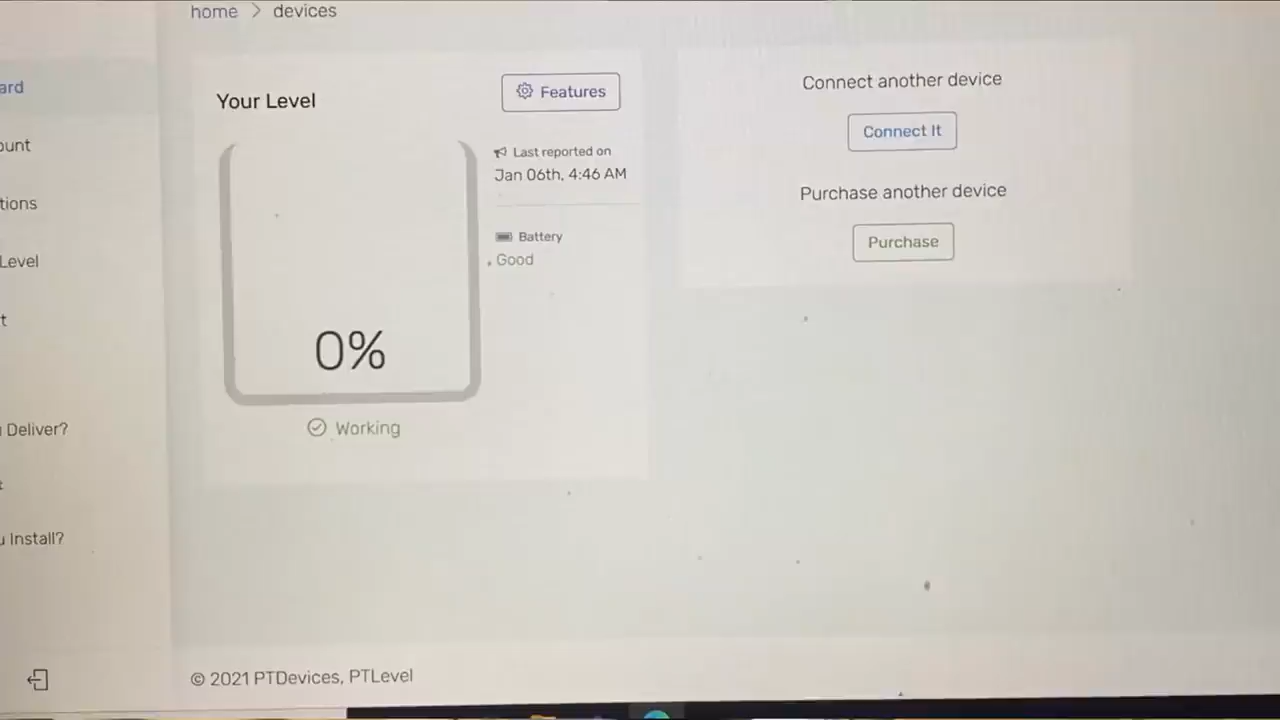 home > devices
ard
ount
tions
Level
t
Deliver?
t
u Install?
Your Level
Features
Last reported on
Jan 06th, 4:46 AM
Battery
Good
0%
Working
Connect another device
Connect It
Purchase another device
Purchase
© 2021 PTDevices, PTLevel